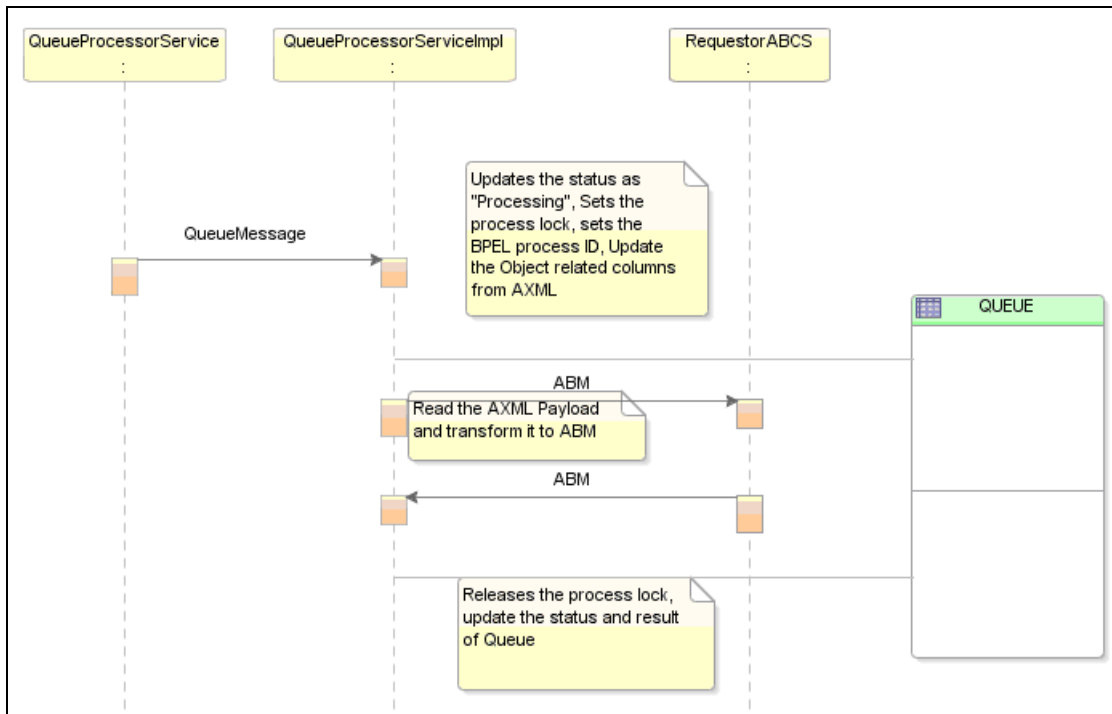 QueueProcessorService
:
QueueProcessorServiceImpl
:
RequestorABCS
:
Updates the status as
"Processing", Sets the
process lock, sets the
BPEL process ID, Update
the Object related columns
from AXML
QueueMessage
QUEUE
ABM
Read the AXML Payload
and transform it to ABM
ABM
Releases the process lock,
update the status and result
of Queue